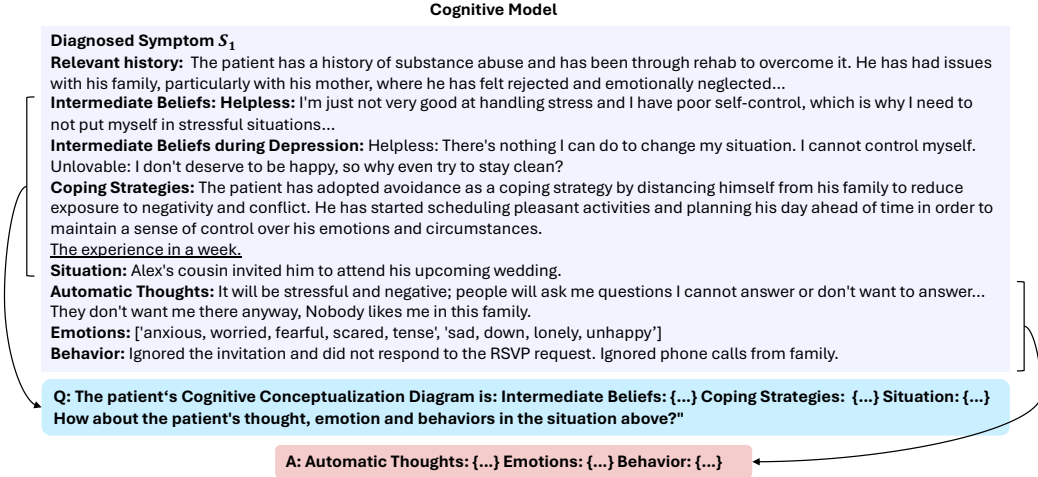 Cognitive Model
Diagnosed Symptom S₁
Relevant history: The patient has a history of substance abuse and has been through rehab to overcome it. He has had issues
with his family, particularly with his mother, where he has felt rejected and emotionally neglected...
Intermediate Beliefs: Helpless: I'm just not very good at handling stress and I have poor self-control, which is why I need to
not put myself in stressful situations...
Intermediate Beliefs during Depression: Helpless: There's nothing I can do to change my situation. I cannot control myself.
Unlovable: I don't deserve to be happy, so why even try to stay clean?
Coping Strategies: The patient has adopted avoidance as a coping strategy by distancing himself from his family to reduce
exposure to negativity and conflict. He has started scheduling pleasant activities and planning his day ahead of time in order to
maintain a sense of control over his emotions and circumstances.
The experience in a week.
Situation: Alex's cousin invited him to attend his upcoming wedding.
Automatic Thoughts: It will be stressful and negative; people will ask me questions I cannot answer or don't want to answer...
They don't want me there anyway, Nobody likes me in this family.
Emotions: ['anxious, worried, fearful, scared, tense', 'sad, down, lonely, unhappy’]
Behavior: Ignored the invitation and did not respond to the RSVP request. Ignored phone calls from family.
Q: The patient‘s Cognitive Conceptualization Diagram is: Intermediate Beliefs: {...} Coping Strategies: {...} Situation: {...}
How about the patient's thought, emotion and behaviors in the situation above?"
A: Automatic Thoughts: {...} Emotions: {...} Behavior: {...}